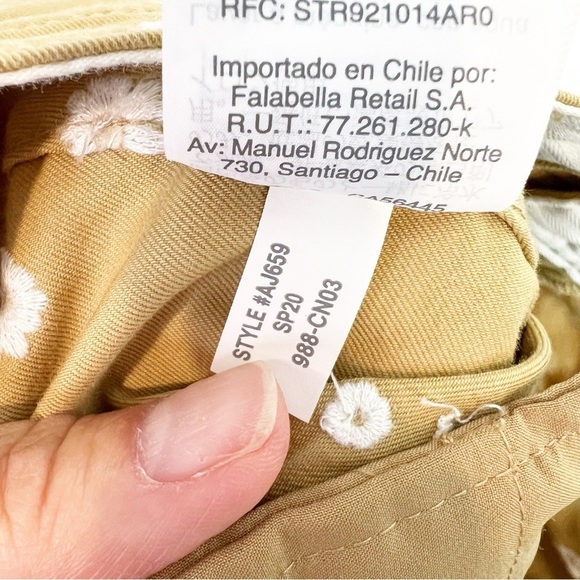 RFC: STR921014AR0
Importado en Chile por:
Falabella Retail S.A.
R.U.T.: 77.261.280-k
Av: Manuel Rodriguez Norte
730, Santiago – Chile
STYLE #AJ659
SP20
988-CN03